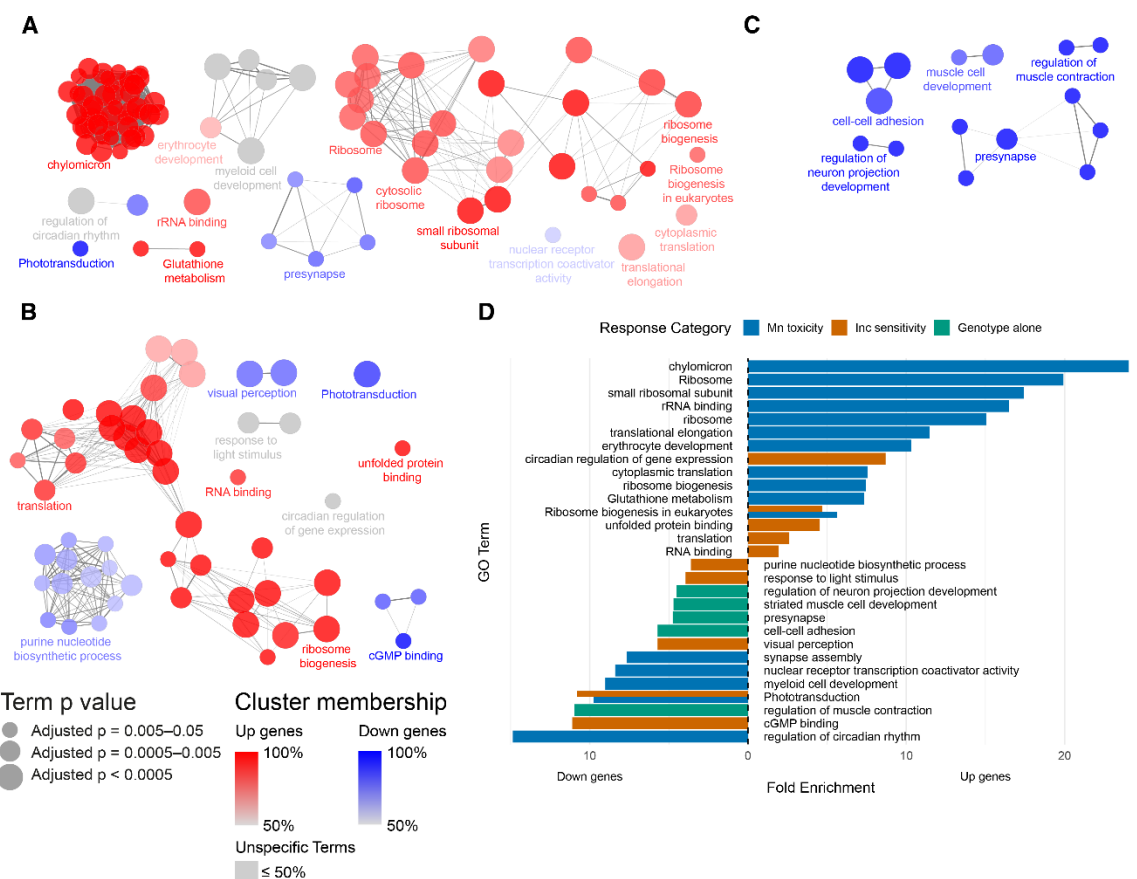 A
chylomicron
erythrocyte
development
myeloid cell
development
Ribosome
cytosolic
ribosome
small ribosomal
subunit
ribosome
biogenesis
Ribosome
biogenesis
in eukaryotes
cytoplasmic
translation
translational
elongation
nuclear receptor
transcription coactivator
activity
regulation of
circadian rhythm
rRNA binding
Phototransduction
Glutathione
metabolism
presynapse
C
cell-cell adhesion
muscle cell
development
regulation of
muscle contraction
regulation of
neuron projection
development
presynapse
B
translation
visual perception
Phototransduction
response to
light stimulus
unfolded protein
binding
RNA binding
circadian regulation
of gene expression
purine nucleotide
biosynthetic process
ribosome
biogenesis
cGMP binding
Term p value
Adjusted p = 0.005–0.05
Adjusted p = 0.0005–0.005
Adjusted p < 0.0005
Cluster membership
Up genes
Down genes
100%
100%
50%
50%
Unspecific Terms
≤ 50%
D
Response Category
Mn toxicity
Inc sensitivity
Genotype alone
GO Term
chylomicron
Ribosome
small ribosomal subunit
rRNA binding
ribosome
translational elongation
erythrocyte development
circadian regulation of gene expression
cytoplasmic translation
ribosome biogenesis
Glutathione metabolism
Ribosome biogenesis in eukaryotes
unfolded protein binding
translation
RNA binding
purine nucleotide biosynthetic process
response to light stimulus
regulation of neuron projection development
striated muscle cell development
presynapse
cell-cell adhesion
visual perception
synapse assembly
nuclear receptor transcription coactivator activity
myeloid cell development
Phototransduction
regulation of muscle contraction
cGMP binding
regulation of circadian rhythm
10
0
10
20
Down genes
Up genes
Fold Enrichment